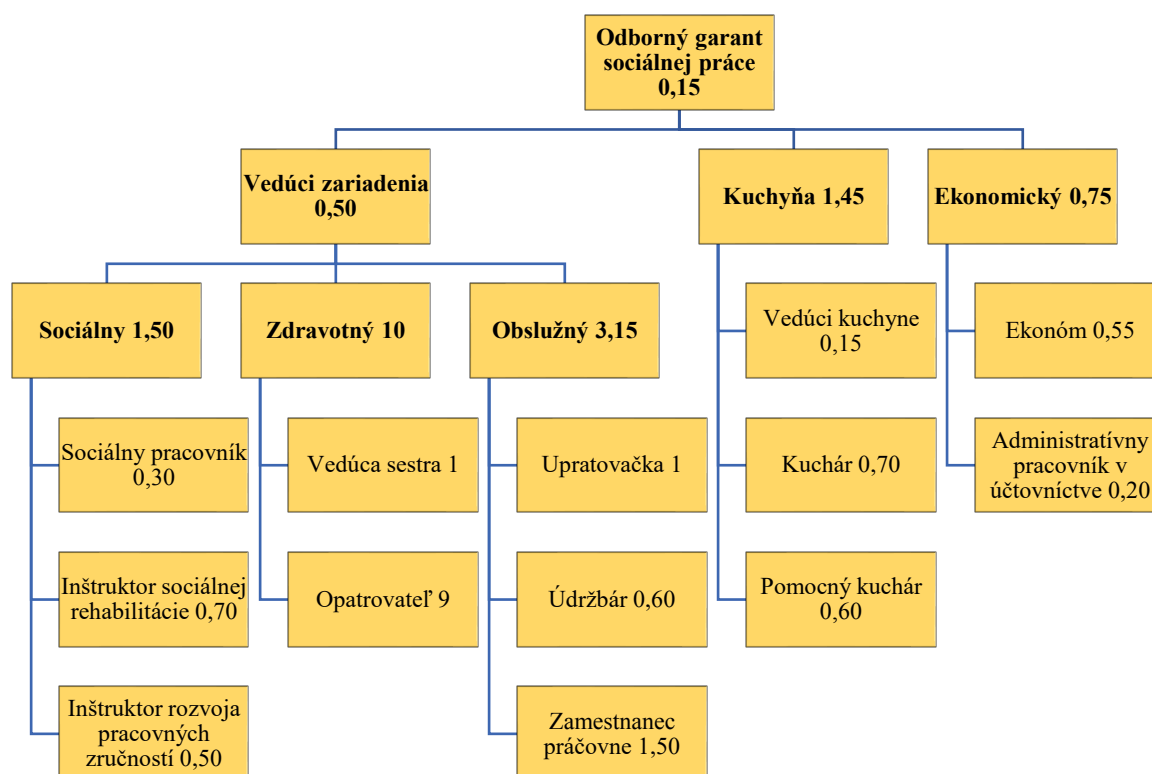 Odborný garant
sociálnej práce
0,15
Vedúci zariadenia
0,50
Kuchyňa 1,45
Ekonomický 0,75
Sociálny 1,50
Zdravotný 10
Obslužný 3,15
Vedúci kuchyne
0,15
Ekonóm 0,55
Sociálny pracovník
0,30
Vedúca sestra 1
Upratovačka 1
Kuchár 0,70
Administratívny
pracovník v
účtovníctve 0,20
Inštruktor sociálnej
rehabilitácie 0,70
Opatrovateľ 9
Údržbár 0,60
Pomocný kuchár
0,60
Inštruktor rozvoja
pracovných
zručností 0,50
Zamestnanec
práčovne 1,50